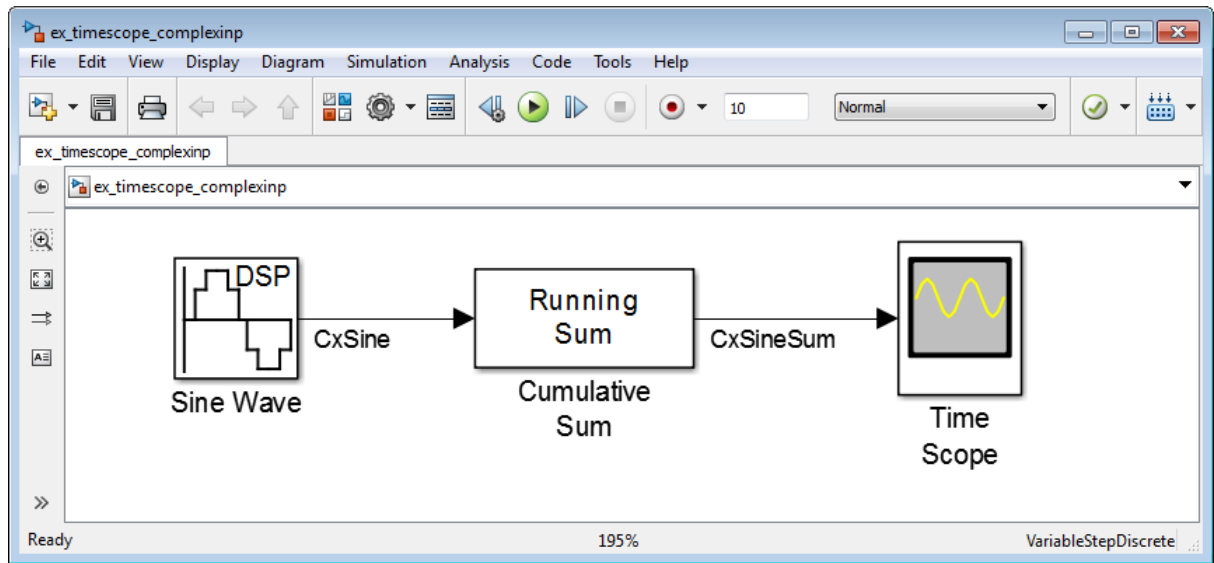 ex_timescope_complexinp
File Edit View Display Diagram Simulation Analysis Code Tools Help
10 Normal
ex_timescope_complexinp
ex_timescope_complexinp
DSP
Running
Sum
CxSine
CxSineSum
Sine Wave
Cumulative
Sum
Time
Scope
Ready 195% VariableStepDiscrete